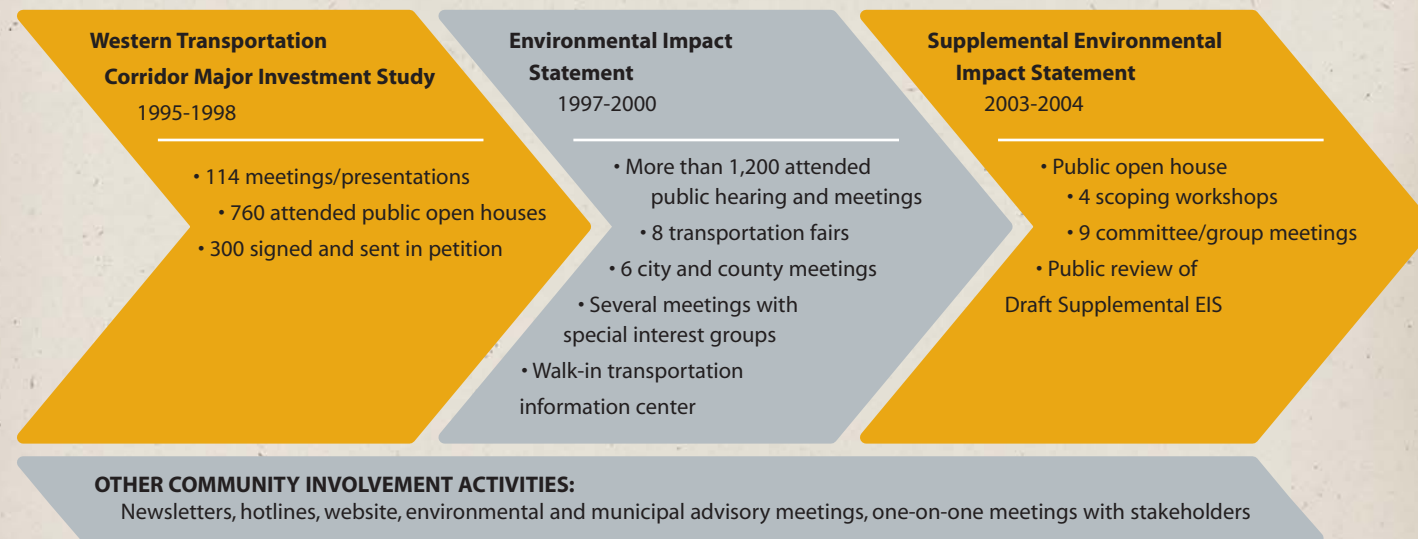 Western Transportation
Corridor Major Investment Study
1995-1998
• 114 meetings/presentations
• 760 attended public open houses
• 300 signed and sent in petition
Environmental Impact
Statement
1997-2000
• More than 1,200 attended
public hearing and meetings
• 8 transportation fairs
• 6 city and county meetings
• Several meetings with
special interest groups
• Walk-in transportation
information center
Supplemental Environmental
Impact Statement
2003-2004
• Public open house
• 4 scoping workshops
• 9 committee/group meetings
• Public review of
Draft Supplemental EIS
OTHER COMMUNITY INVOLVEMENT ACTIVITIES:
Newsletters, hotlines, website, environmental and municipal advisory meetings, one-on-one meetings with stakeholders